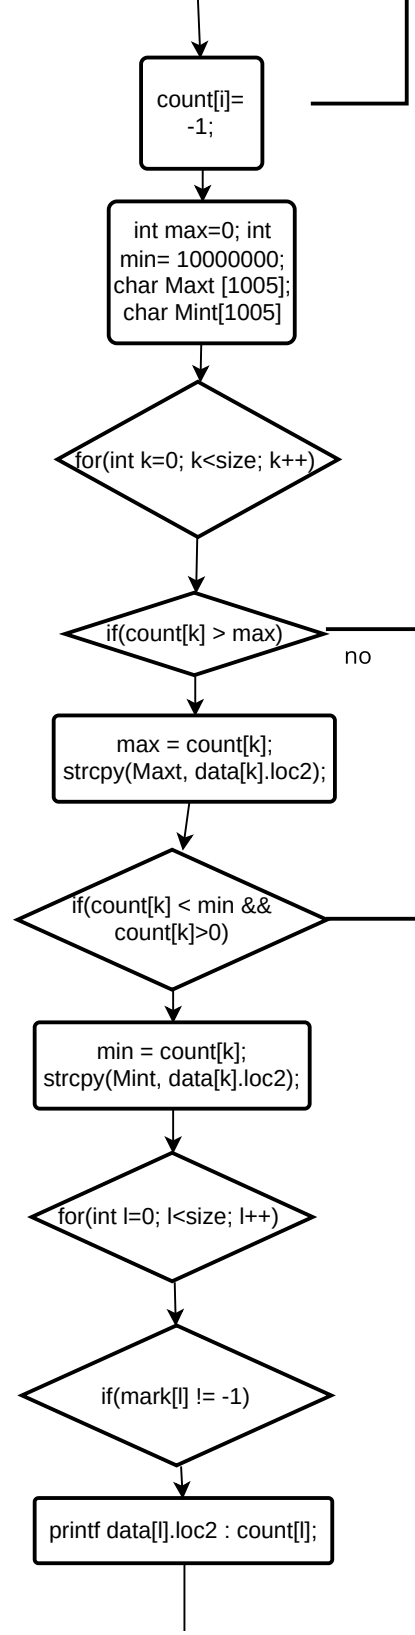 count[i]=
-1;
int max=0; int
min= 10000000;
char Maxt [1005];
char Mint[1005]
for(int k=0; k<size; k++)
if(count[k] > max)
no
max = count[k];
strcpy(Maxt, data[k].loc2);
if(count[k] < min &&
count[k]>0)
min = count[k];
strcpy(Mint, data[k].loc2);
for(int l=0; l<size; l++)
if(mark[l] != -1)
printf data[l].loc2 : count[l];